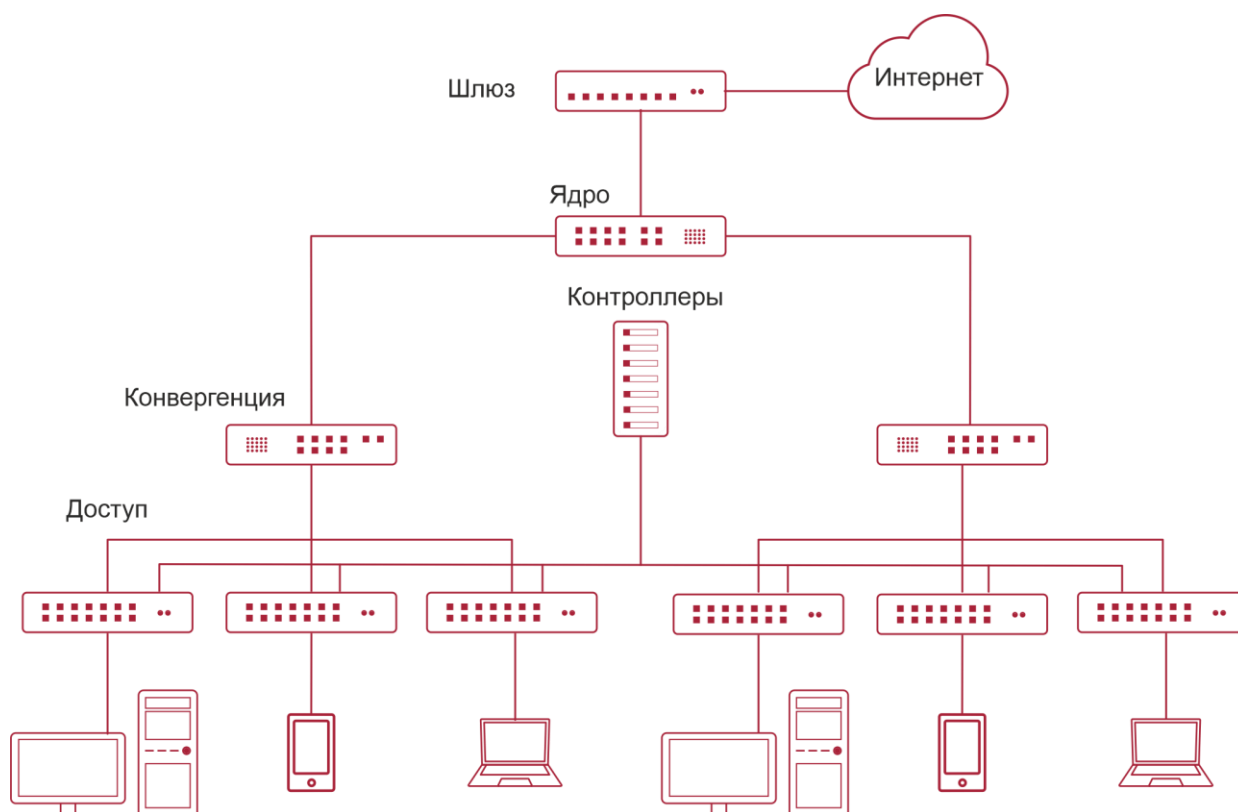 Шлюз
Интернет
Ядро
Контроллеры
Конвергенция
Доступ